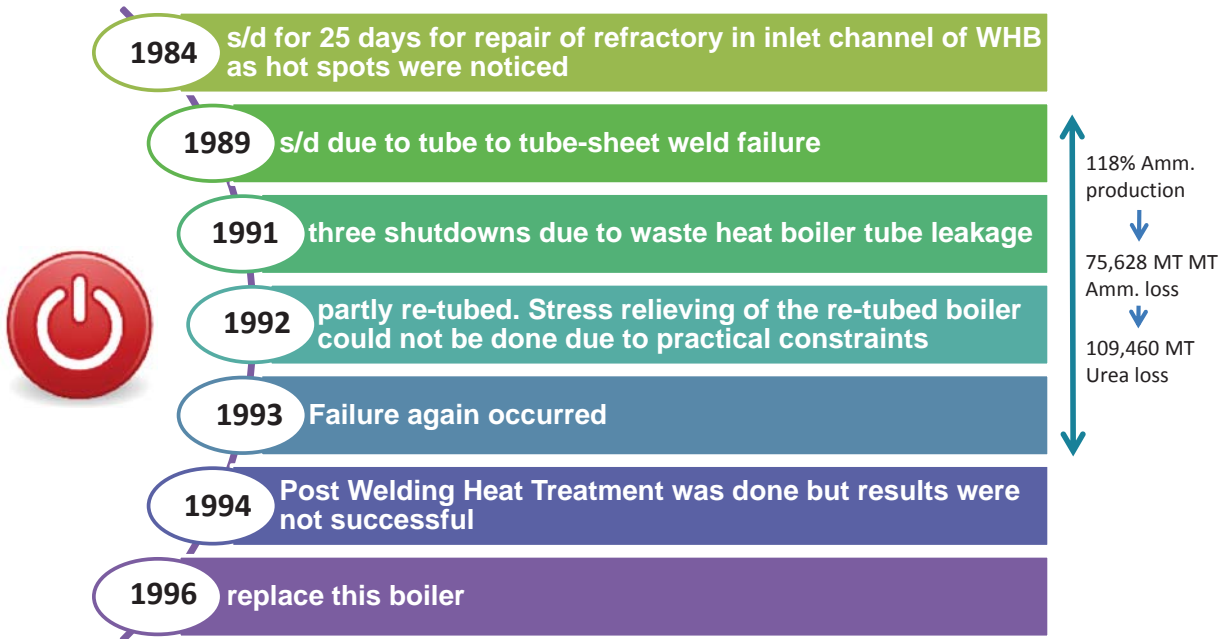 1984
s/d for 25 days for repair of refractory in inlet channel of WHB
as hot spots were noticed
1989
s/d due to tube to tube-sheet weld failure
1991
three shutdowns due to waste heat boiler tube leakage
1992
partly re-tubed. Stress relieving of the re-tubed boiler
could not be done due to practical constraints
1993
Failure again occurred
1994
Post Welding Heat Treatment was done but results were
not successful
1996
replace this boiler
118% Amm.
production
75,628 MT MT
Amm. loss
109,460 MT
Urea loss